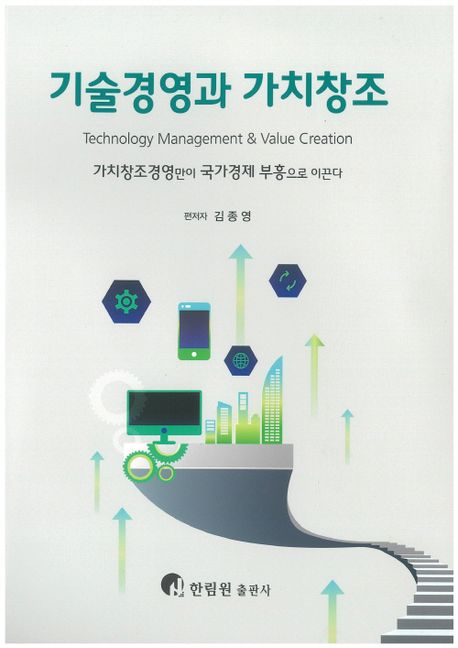 기술경영과 가치창조
Technology Management & Value Creation
가치창조경영만이 국가경제 부흥으로 이끈다
편저자 김종영
한림원 출판사